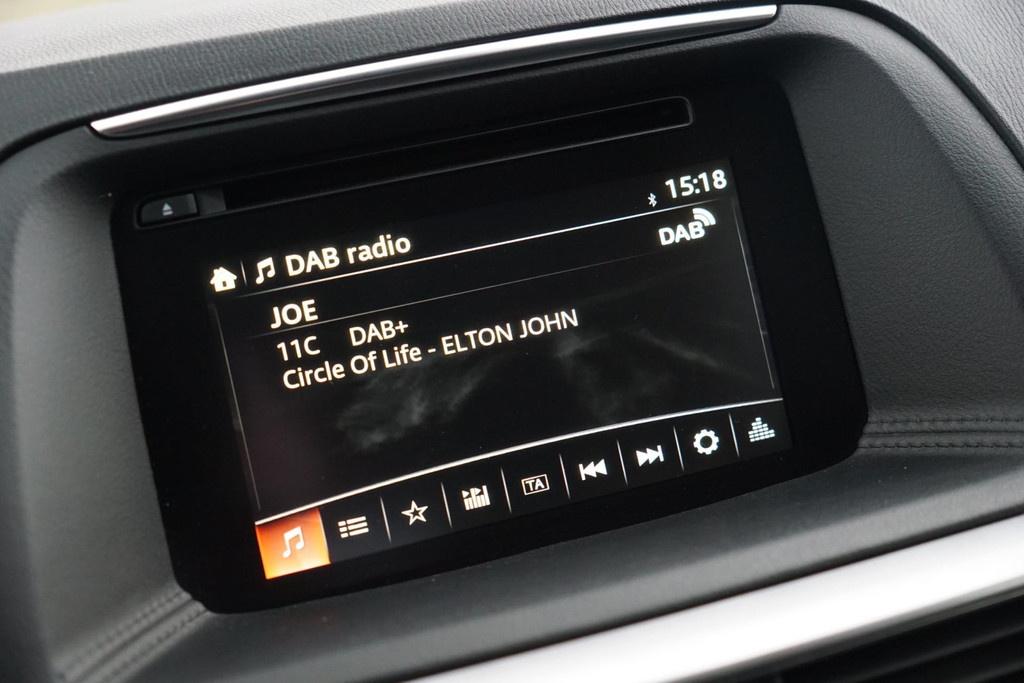 15:18
DAB radio
DAB
JOE
11C DAB+
Circle Of Life - ELTON JOHN
TA